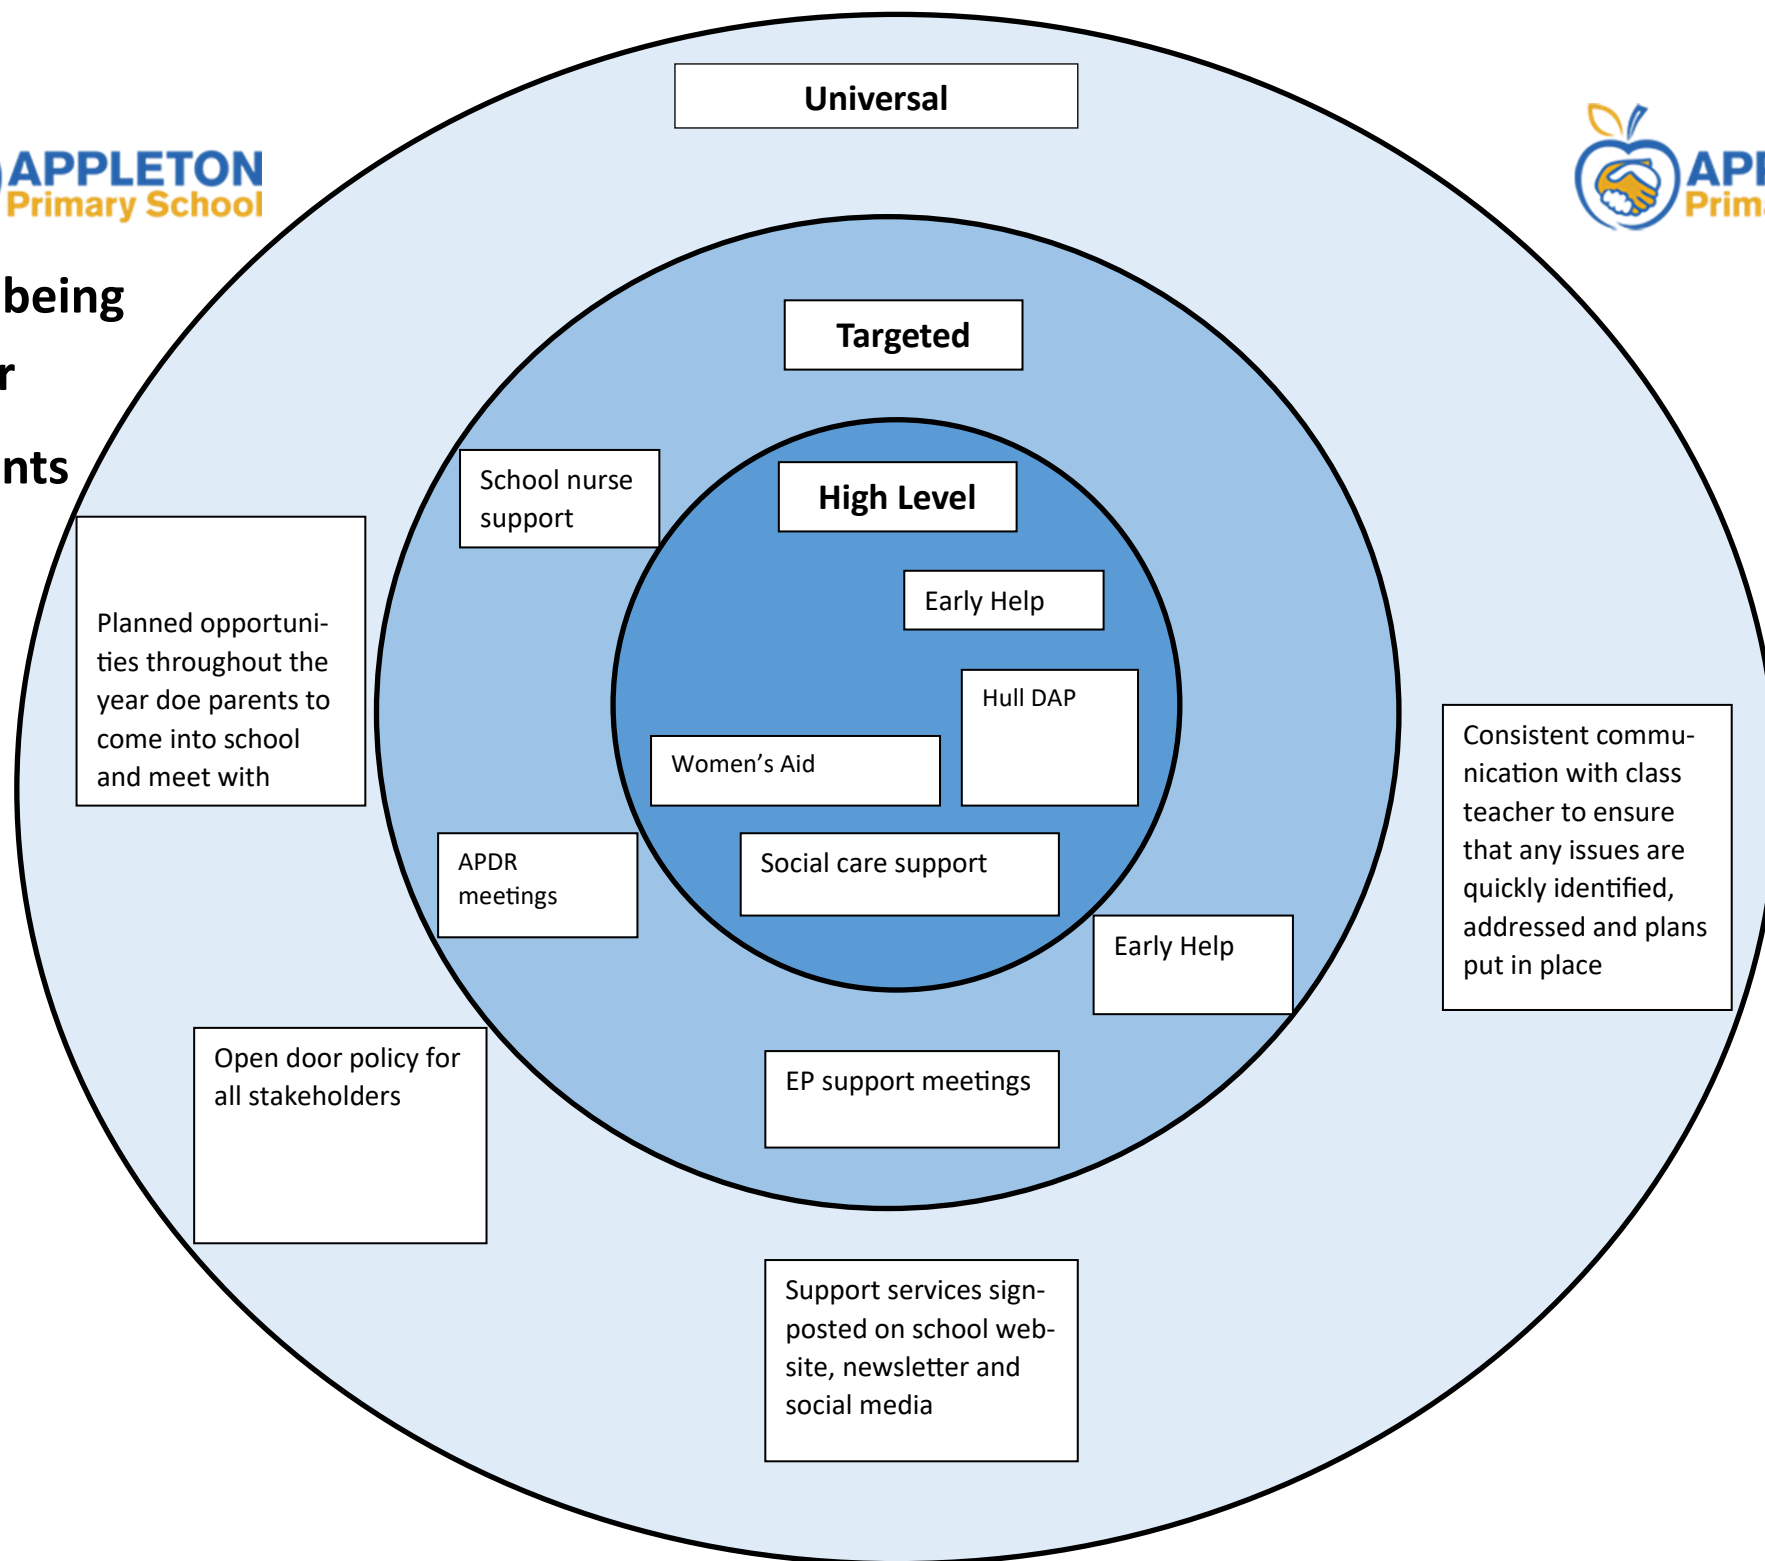 Universal
APPLETON
Primary School
being
Targeted
High Level
School nurse
support
Early Help
Hull DAP
Women's Aid
Social care support
Planned opportuni-
ties throughout the
year doe parents to
come into school
and meet with
APDR
meetings
Early Help
Consistent commu-
nication with class
teacher to ensure
that any issues are
quickly identified,
addressed and plans
put in place
Open door policy for
all stakeholders
EP support meetings
Support services sign-
posted on school web-
site, newsletter and
social media